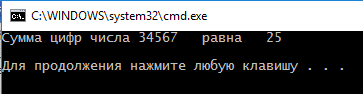 C:\WINDOWS\system32\cmd.exe
Сумма цифр числа 34567   равна   25
Для продолжения нажмите любую клавишу . . .